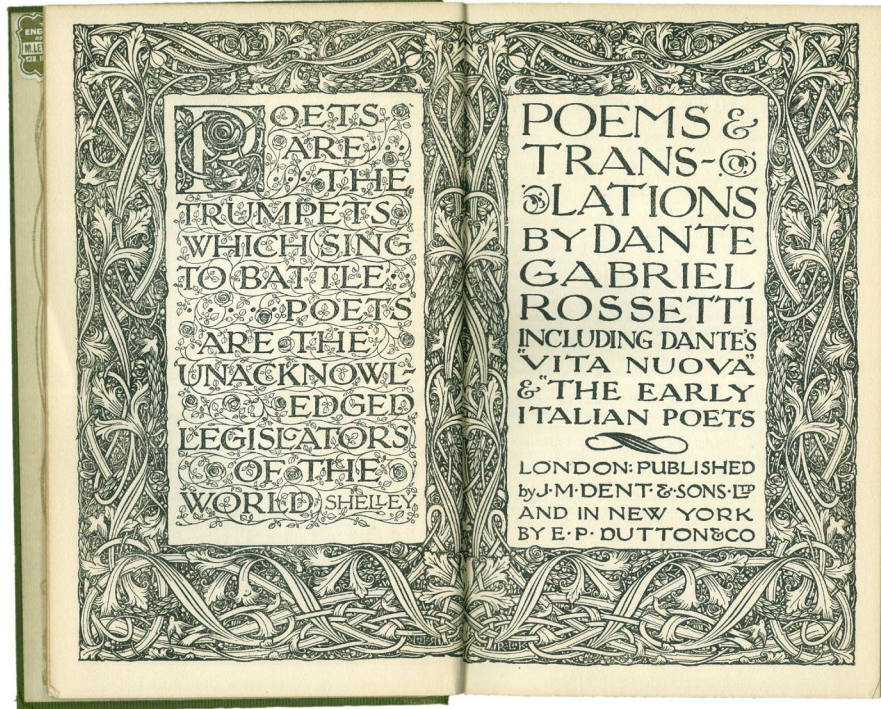 POETS
ARE
THE
TRUMPETS
WHICH SING
TO BATTLE
POETS
ARE THE
UNACKNOWL-
EDGED
LEGISLATORS
OF THE
WORLD SHELLEY
POEMS &
TRANS-
LATIONS
BY DANTE
GABRIEL
ROSSETTI
INCLUDING DANTE'S
"VITA NUOVA"
& "THE EARLY
ITALIAN POETS
LONDON: PUBLISHED
by J·M·DENT·&·SONS·LTD
AND IN NEW YORK
BY E·P·DUTTON & CO